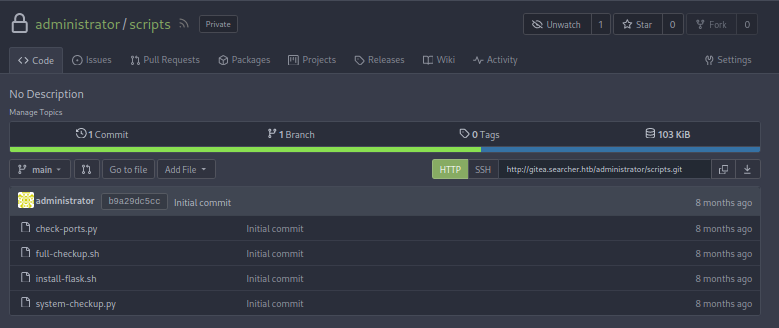 administrator/scripts Private Unwatch 1 Star 0 Fork 0
Code Issues Pull Requests Packages Projects Releases Wiki Activity Settings
No Description
Manage Topics
1 Commit 1 Branch 0 Tags 103 KiB
main Go to file Add File HTTP SSH http://gitea.searcher.htb/administrator/scripts.git
administrator b9a29dc5cc Initial commit 8 months ago
check-ports.py Initial commit 8 months ago
full-checkup.sh Initial commit 8 months ago
install-flask.sh Initial commit 8 months ago
system-checkup.py Initial commit 8 months ago